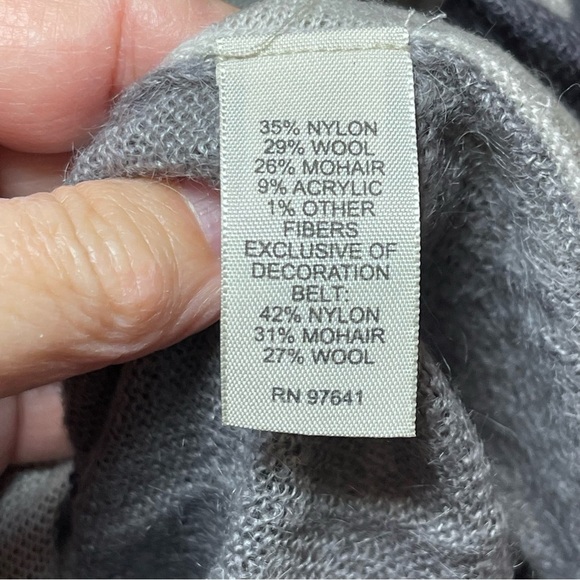 35% NYLON
29% WOOL
26% MOHAIR
9% ACRYLIC
1% OTHER
FIBERS
EXCLUSIVE OF
DECORATION
BELT:
42% NYLON
31% MOHAIR
27% WOOL
RN 97641